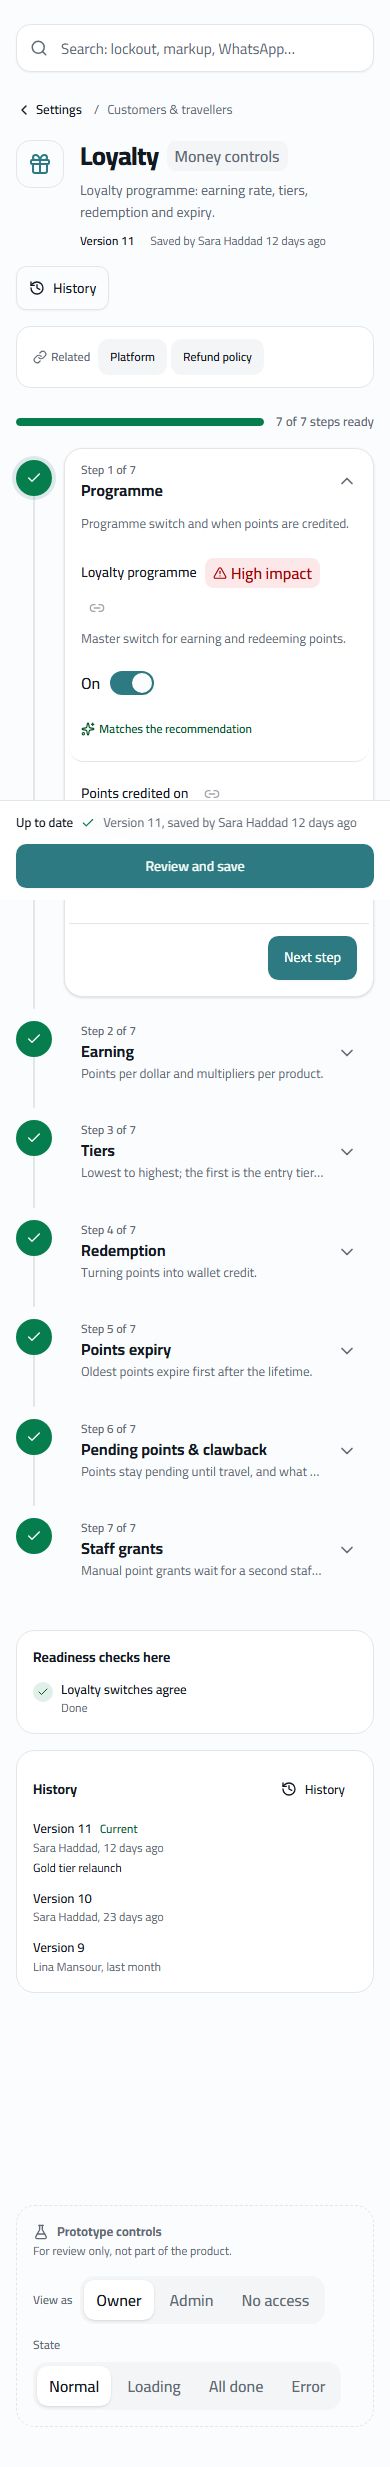 Search: lockout, markup, WhatsApp...
Settings / Customers & travellers
Loyalty Money controls
Loyalty programme: earning rate, tiers,
redemption and expiry.
Version 11 Saved by Sara Haddad 12 days ago
History
Related Platform Refund policy
7 of 7 steps ready
Step 1 of 7
Programme
Programme switch and when points are credited.
Loyalty programme High impact
Master switch for earning and redeeming points.
On
Matches the recommendation
Points credited on
Up to date Version 11, saved by Sara Haddad 12 days ago
Review and save
Next step
Step 2 of 7
Earning
Points per dollar and multipliers per product.
Step 3 of 7
Tiers
Lowest to highest; the first is the entry tier...
Step 4 of 7
Redemption
Turning points into wallet credit.
Step 5 of 7
Points expiry
Oldest points expire first after the lifetime.
Step 6 of 7
Pending points & clawback
Points stay pending until travel, and what ...
Step 7 of 7
Staff grants
Manual point grants wait for a second staf...
Readiness checks here
Loyalty switches agree
Done
History History
Version 11 Current
Sara Haddad, 12 days ago
Gold tier relaunch
Version 10
Sara Haddad, 23 days ago
Version 9
Lina Mansour, last month
Prototype controls
For review only, not part of the product.
View as Owner Admin No access
State
Normal Loading All done Error